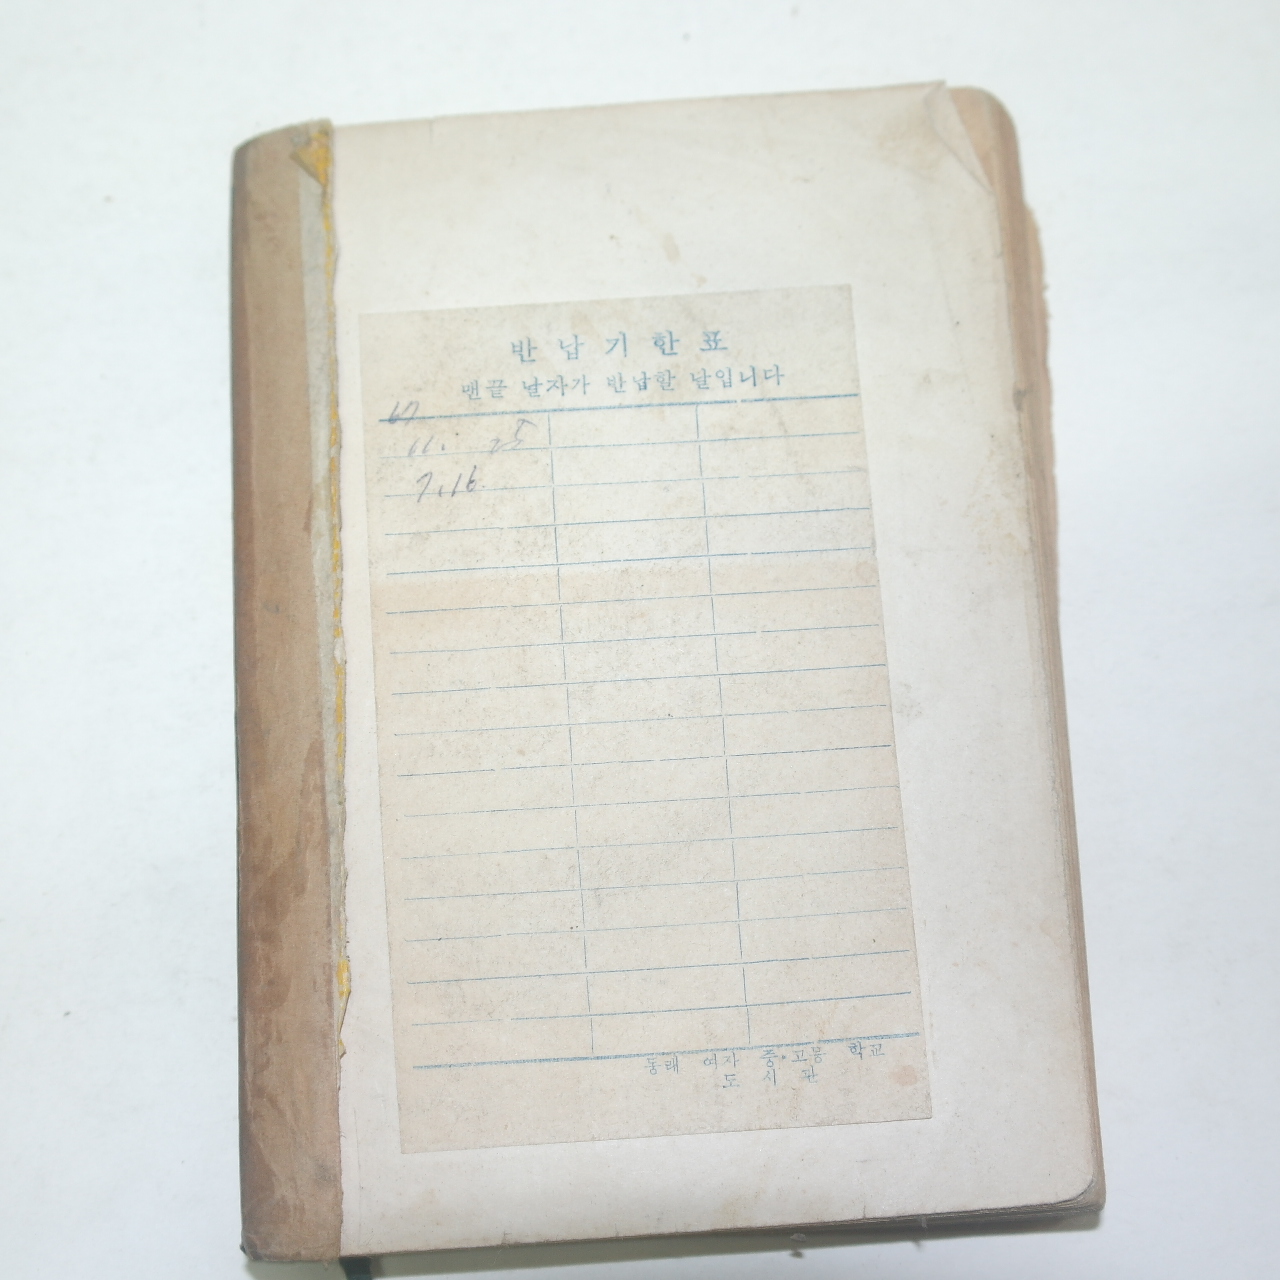 반 납 기 한 표
맨끝 날자가 반납할 날입니다
67
11. 25
7.16.
동래 여자 중·고등 학교
도 서 관